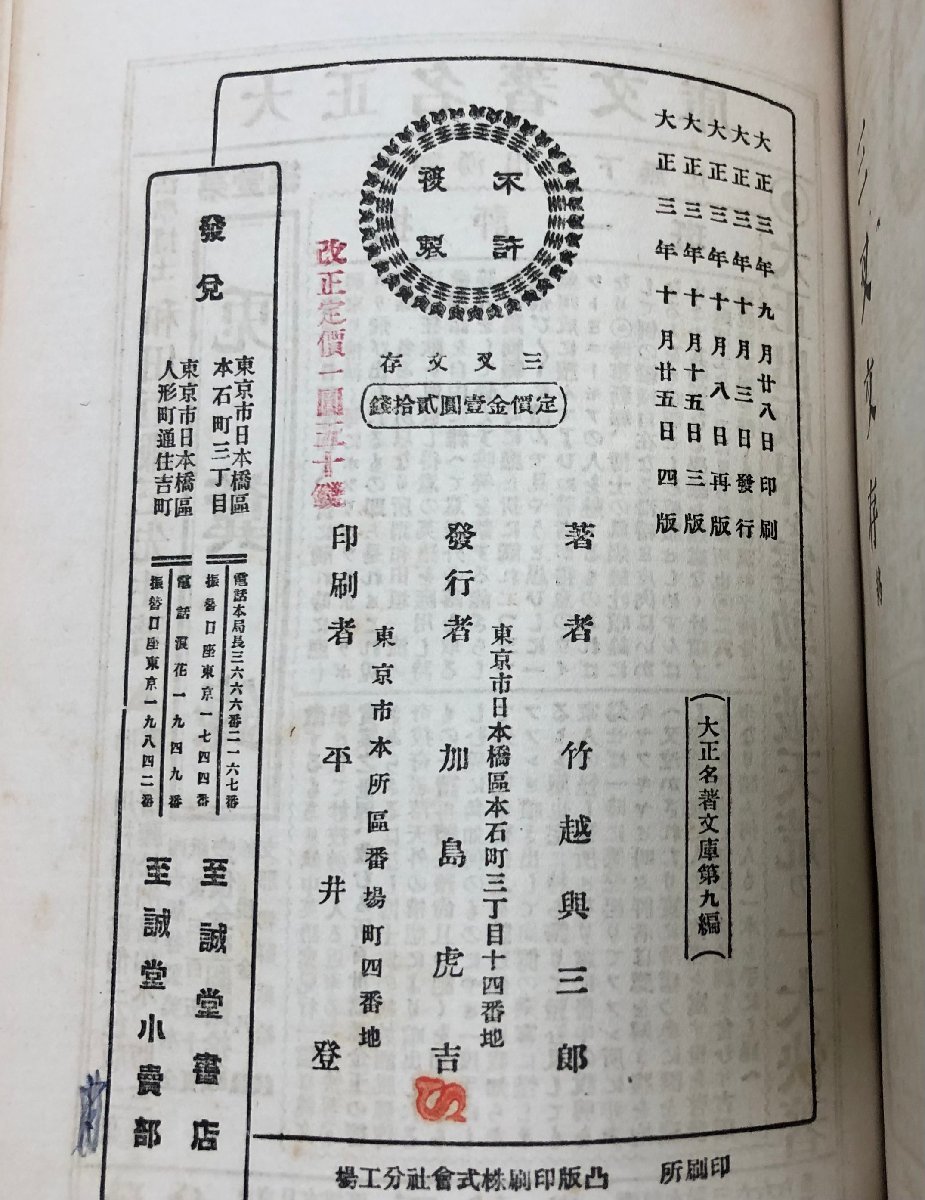 大正三年九月廿八日印刷
大正三年十月三日發行
大正三年十月八日再版
大正三年十月十五日三版
大正三年十月廿五日四版
不許
複製
三叉文存
定價金壹圓貳拾錢
改正定價一圓五十錢
(大正名著文庫第九編)
著者 竹越與三郎
東京市日本橋區本石町三丁目十四番地
發行者 加島虎吉
東京市本所區番場町四番地
印刷者 平井登
印刷所 凸版印刷株式會社分工場
發兌
東京市日本橋區
本石町三丁目
電話本局長三六六六番二一六七番
振替口座東京一七四四番
至誠堂書店
東京市日本橋區
人形町通住吉町
電話浪花一九四九番
振替口座東京一九八四二番
至誠堂小賣部